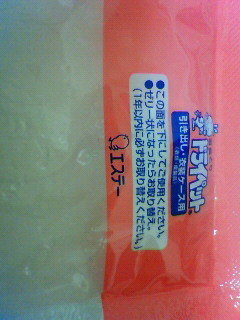 ドライペット
引き出し・衣装ケース用
●この面を下にしてご使用ください。
●ゼリー状になったらお取り替え。
(1年以内に必ずお取り替えください。)
エステー